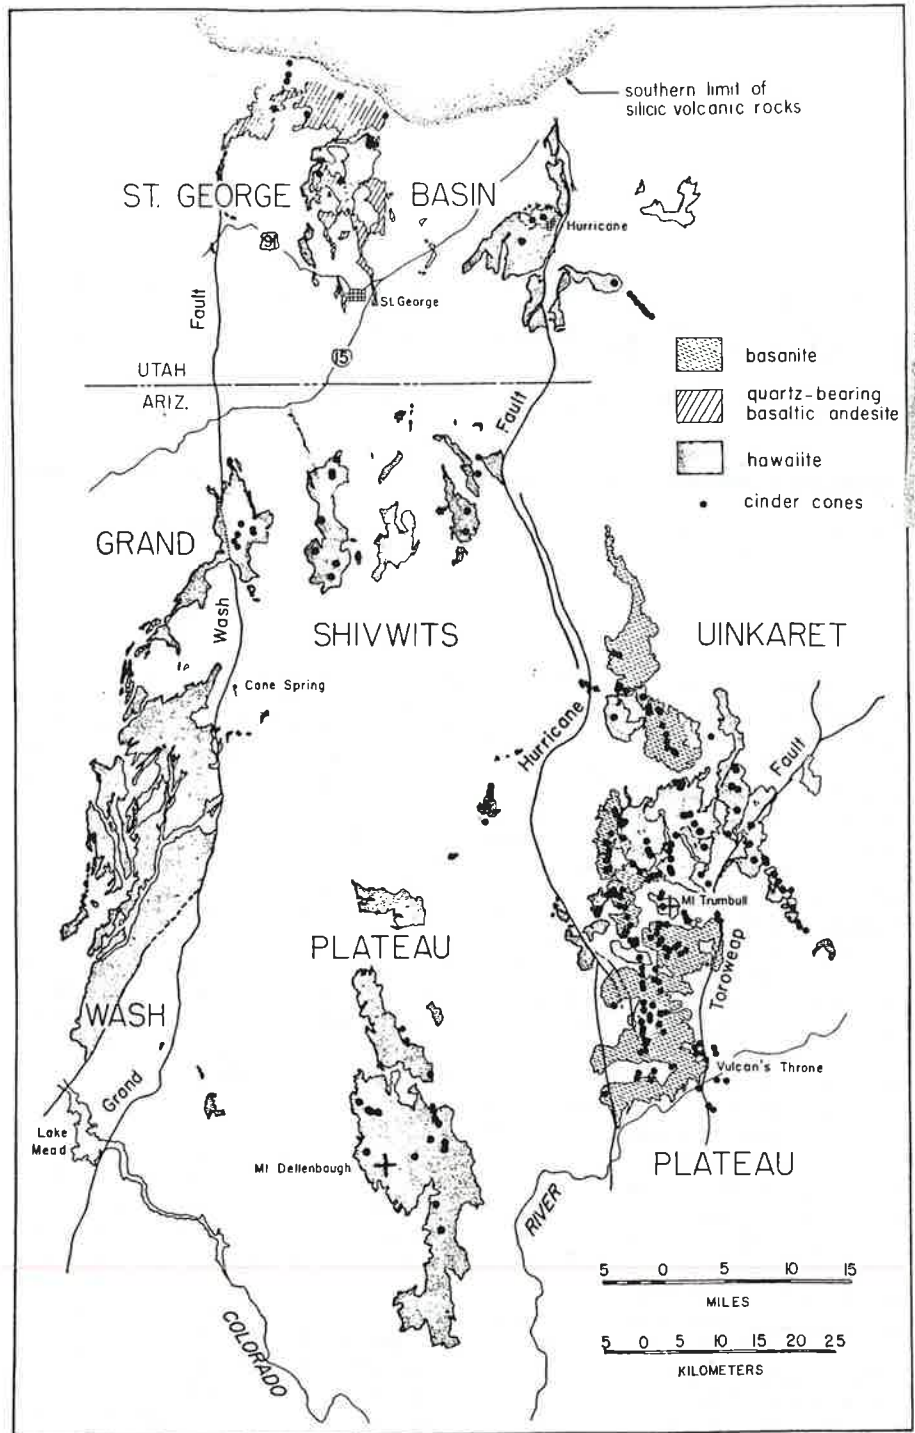 southern limit of
silicic volcanic rocks
ST. GEORGE BASIN
Hurricane
91
St. George
Fault
15
UTAH
ARIZ.
Fault
basanite
quartz-bearing
basaltic andesite
hawaiite
cinder cones
GRAND
Wash
SHIVWITS
UINKARET
Cane Spring
Hurricane
Fault
Mt Trumbull
PLATEAU
Toroweap
WASH
Vulcan's Throne
Grand
Lake
Mead
Mt Dellenbaugh
PLATEAU
RIVER
COLORADO
5 0 5 10 15
MILES
5 0 5 10 15 20 25
KILOMETERS